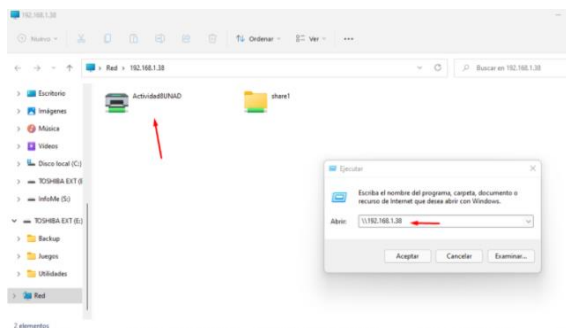 192.168.1.38
Nuevo
Ordenar
Ver
Red > 192.168.1.38
Buscar en 192.168.1.38
Escritorio
Imágenes
Música
Videos
Disco local (C:)
TOSHIBA EXT (E
InfoMe (S:)
TOSHIBA EXT (E:)
Backup
Juegos
Utilidades
Red
2 elementos
Actividad8UNAD
share1
Ejecutar
Escriba el nombre del programa, carpeta, documento o
recurso de Internet que desea abrir con Windows.
Abrir: \\192.168.1.38
Aceptar Cancelar Examinar...